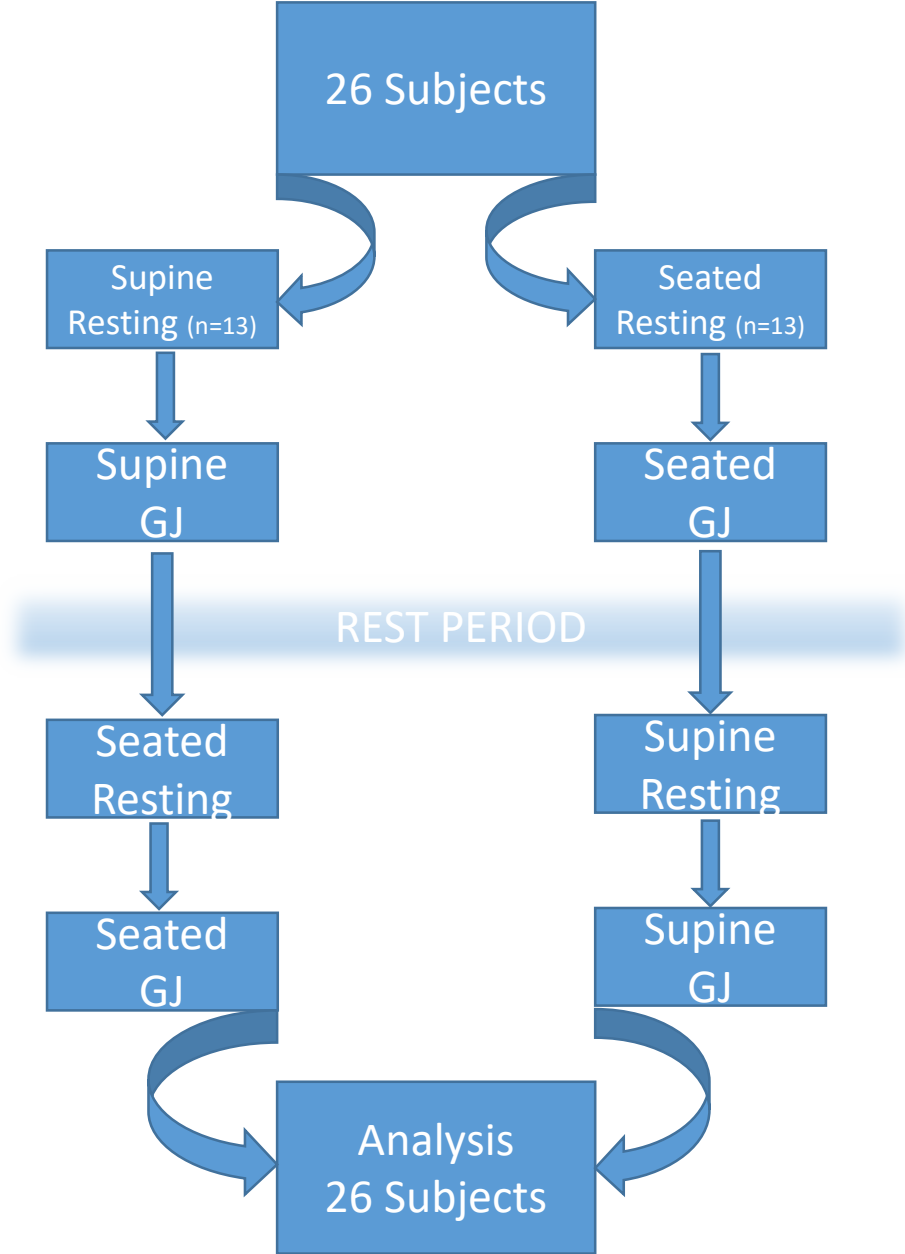 26 Subjects
Supine
Resting (n=13)
Seated
Resting (n=13)
Supine
GJ
Seated
GJ
REST PERIOD
Seated
Resting
Supine
Resting
Seated
GJ
Supine
GJ
Analysis
26 Subjects